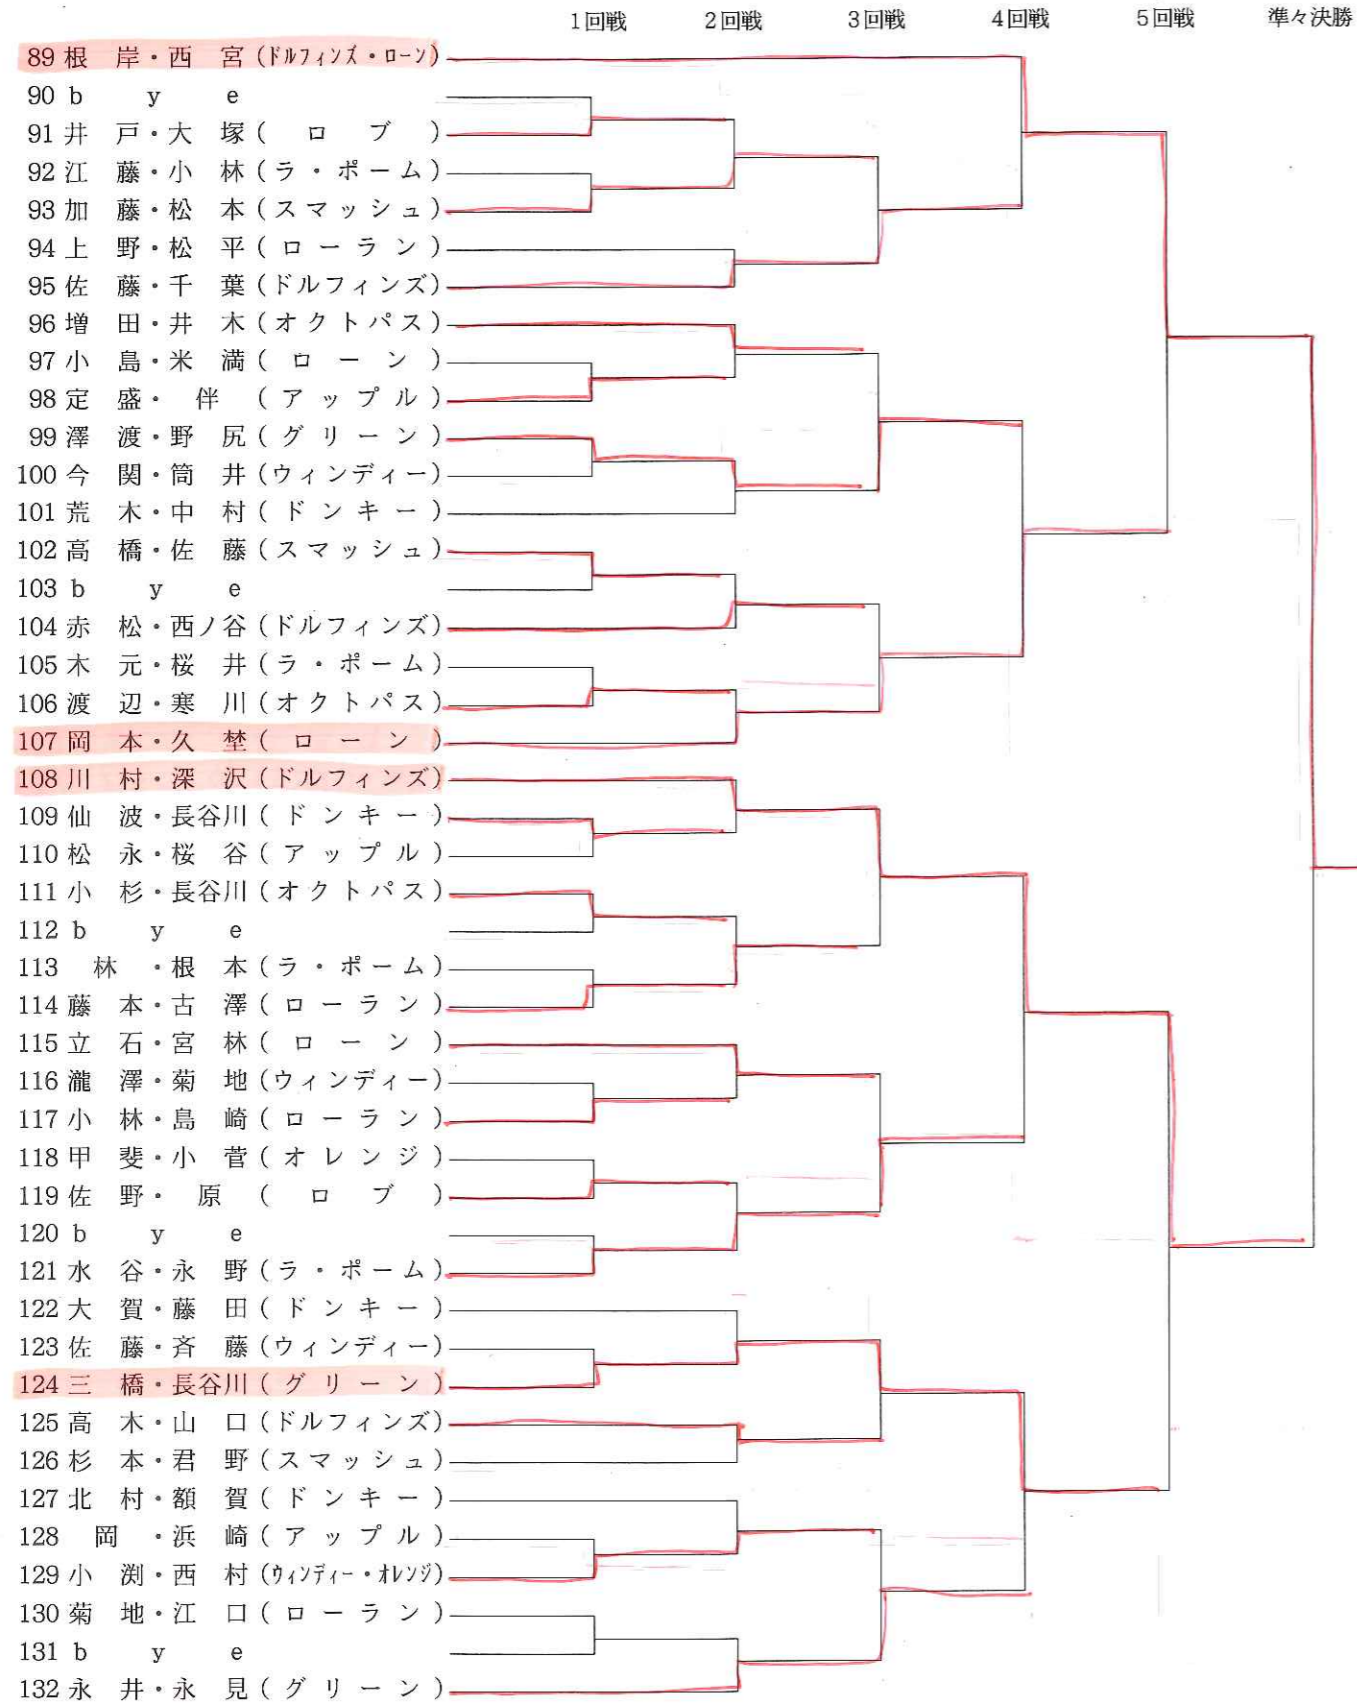 1回戦 2回戦 3回戦 4回戦 5回戦 準々決勝
89 根岸・西宮(ドルフィンズ・ローン)
90 bye
91 井戸・大塚(ロブ)
92 江藤・小林(ラ・ポーム)
93 加藤・松本(スマッシュ)
94 上野・松平(ローラン)
95 佐藤・千葉(ドルフィンズ)
96 増田・井木(オクトパス)
97 小島・米満(ローン)
98 定盛・伴(アップル)
99 澤渡・野尻(グリーン)
100 今関・筒井(ウィンディー)
101 荒木・中村(ドンキー)
102 高橋・佐藤(スマッシュ)
103 bye
104 赤松・西ノ谷(ドルフィンズ)
105 木元・桜井(ラ・ポーム)
106 渡辺・寒川(オクトパス)
107 岡本・久埜(ローン)
108 川村・深沢(ドルフィンズ)
109 仙波・長谷川(ドンキー)
110 松永・桜谷(アップル)
111 小杉・長谷川(オクトパス)
112 bye
113 林・根本(ラ・ポーム)
114 藤本・古澤(ローラン)
115 立石・宮林(ローン)
116 瀧澤・菊地(ウィンディー)
117 小林・島崎(ローラン)
118 甲斐・小菅(オレンジ)
119 佐野・原(ロブ)
120 bye
121 水谷・永野(ラ・ポーム)
122 大賀・藤田(ドンキー)
123 佐藤・斉藤(ウィンディー)
124 三橋・長谷川(グリーン)
125 高木・山口(ドルフィンズ)
126 杉本・君野(スマッシュ)
127 北村・額賀(ドンキー)
128 岡・浜崎(アップル)
129 小渕・西村(ウィンディー・オレンジ)
130 菊地・江口(ローラン)
131 bye
132 永井・永見(グリーン)